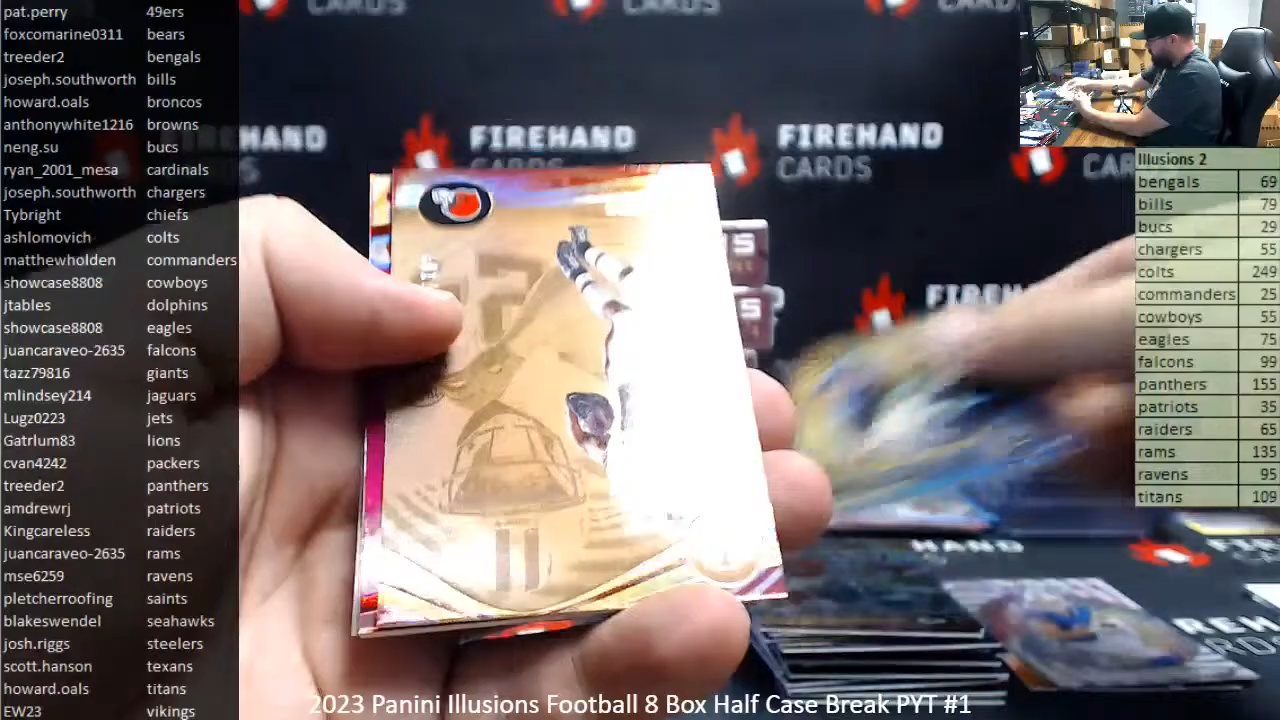 pat.perry 49ers
foxcomarine0311 bears
treeder2 bengals
joseph.southworth bills
howard.oals broncos
anthonywhite1216 browns
neng.su bucs
ryan_2001_mesa cardinals
joseph.southworth chargers
Tybright chiefs
ashlomovich colts
matthewholden commanders
showcase8808 cowboys
jtables dolphins
showcase8808 eagles
juancaraveo-2635 falcons
tazz79816 giants
mlindsey214 jaguars
Lugz0223 jets
Gatrlum83 lions
cvan4242 packers
treeder2 panthers
amdrewrj patriots
Kingcareless raiders
juancaraveo-2635 rams
mse6259 ravens
pletcherroofing saints
blakeswendel seahawks
josh.riggs steelers
scott.hanson texans
howard.oals titans
EW23 vikings
CARDS
CARDS
FIREHAND
CARDS
FIREHAND
CARDS
FIREHAND
Illusions 2
bengals 69
bills 79
bucs 29
chargers 55
colts 249
commanders 25
cowboys 55
eagles 75
falcons 99
panthers 155
patriots 35
raiders 65
rams 135
ravens 95
titans 109
11
2023 Panini Illusions Football 8 Box Half Case Break PYT #1